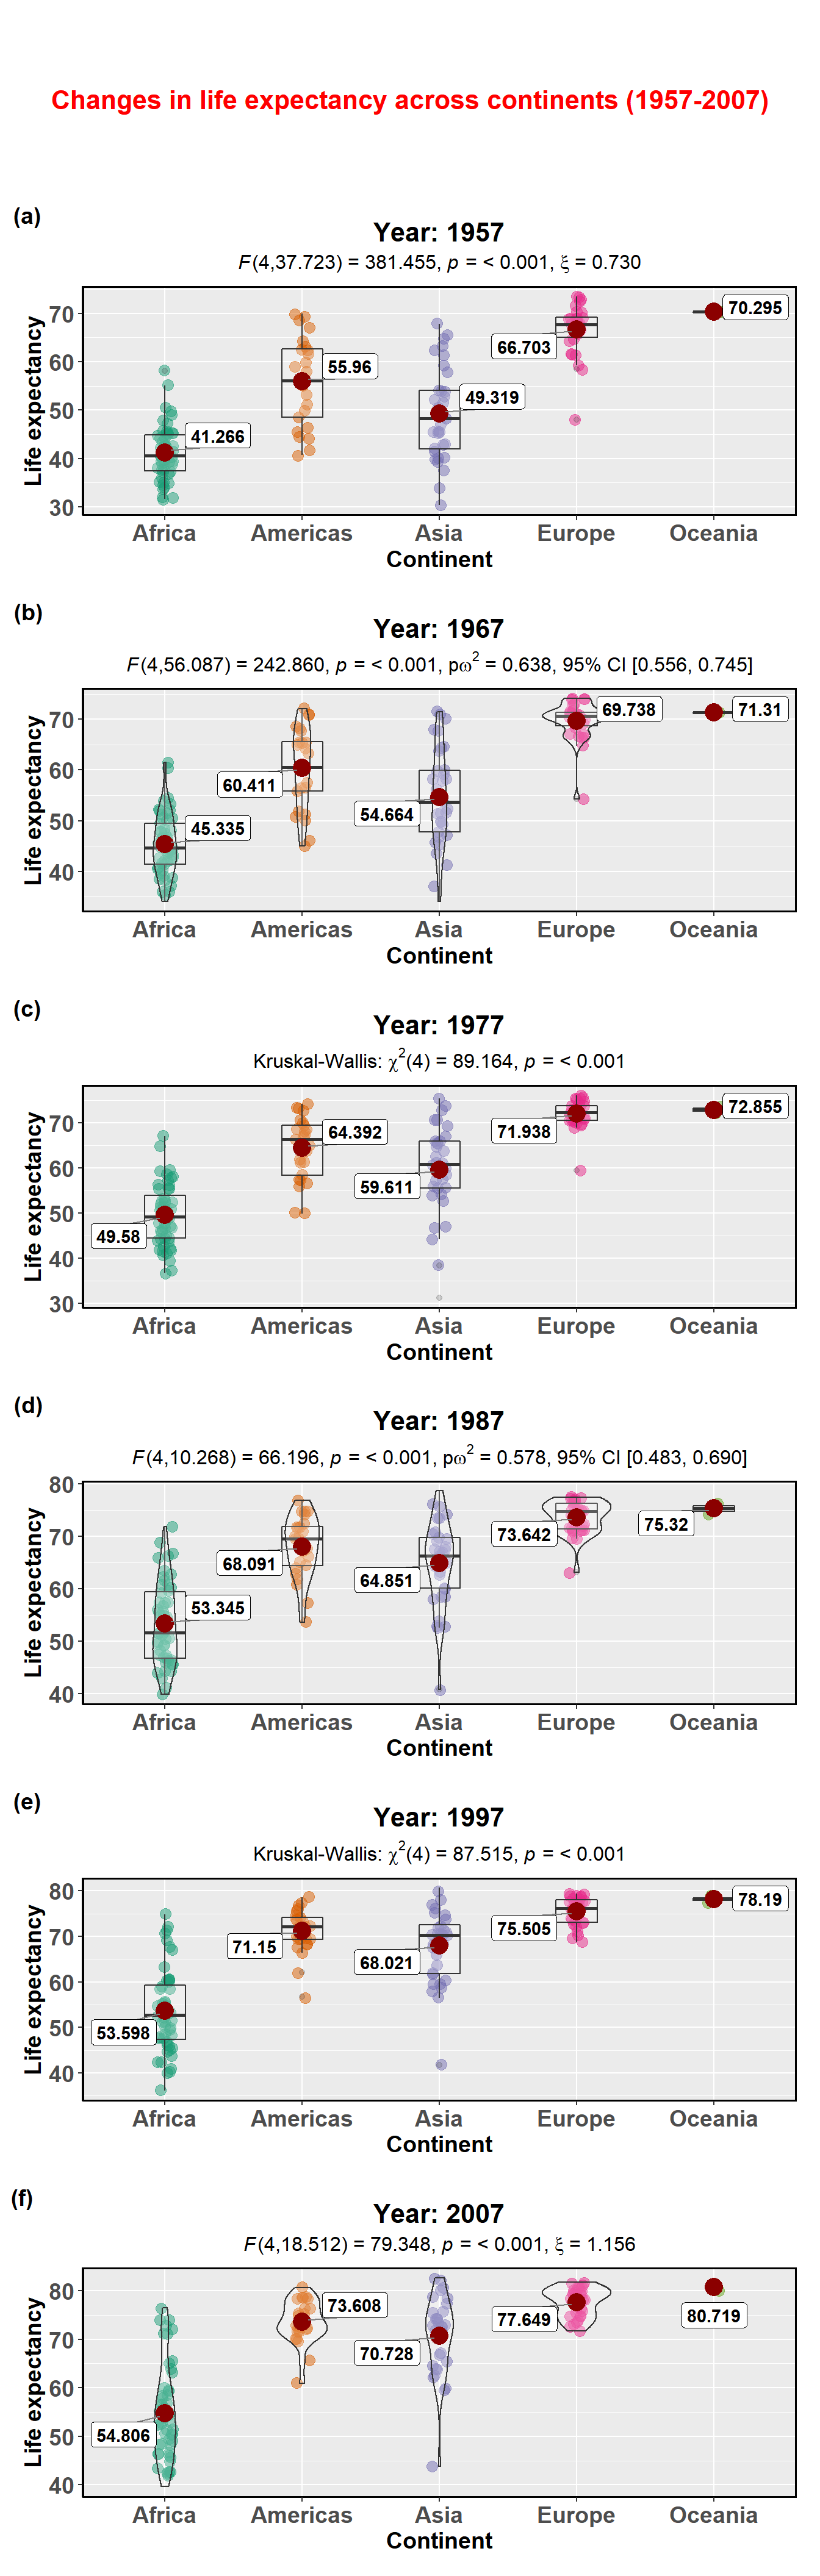 Changes in life expectancy across continents (1957-2007)
(a)
Year: 1957
F(4,37.723) = 381.455, p = < 0.001, ξ = 0.730
Life expectancy
70
60
50
40
30
41.266
55.96
49.319
66.703
70.295
Africa Americas Asia Europe Oceania
Continent
(b)
Year: 1967
F(4,56.087) = 242.860, p = < 0.001, pω² = 0.638, 95% CI [0.556, 0.745]
Life expectancy
70
60
50
40
45.335
60.411
54.664
69.738
71.31
Africa Americas Asia Europe Oceania
Continent
(c)
Year: 1977
Kruskal-Wallis: χ²(4) = 89.164, p = < 0.001
Life expectancy
70
60
50
40
30
49.58
64.392
59.611
71.938
72.855
Africa Americas Asia Europe Oceania
Continent
(d)
Year: 1987
F(4,10.268) = 66.196, p = < 0.001, pω² = 0.578, 95% CI [0.483, 0.690]
Life expectancy
80
70
60
50
40
53.345
68.091
64.851
73.642
75.32
Africa Americas Asia Europe Oceania
Continent
(e)
Year: 1997
Kruskal-Wallis: χ²(4) = 87.515, p = < 0.001
Life expectancy
80
70
60
50
40
53.598
71.15
68.021
75.505
78.19
Africa Americas Asia Europe Oceania
Continent
(f)
Year: 2007
F(4,18.512) = 79.348, p = < 0.001, ξ = 1.156
Life expectancy
80
70
60
50
40
54.806
73.608
70.728
77.649
80.719
Africa Americas Asia Europe Oceania
Continent